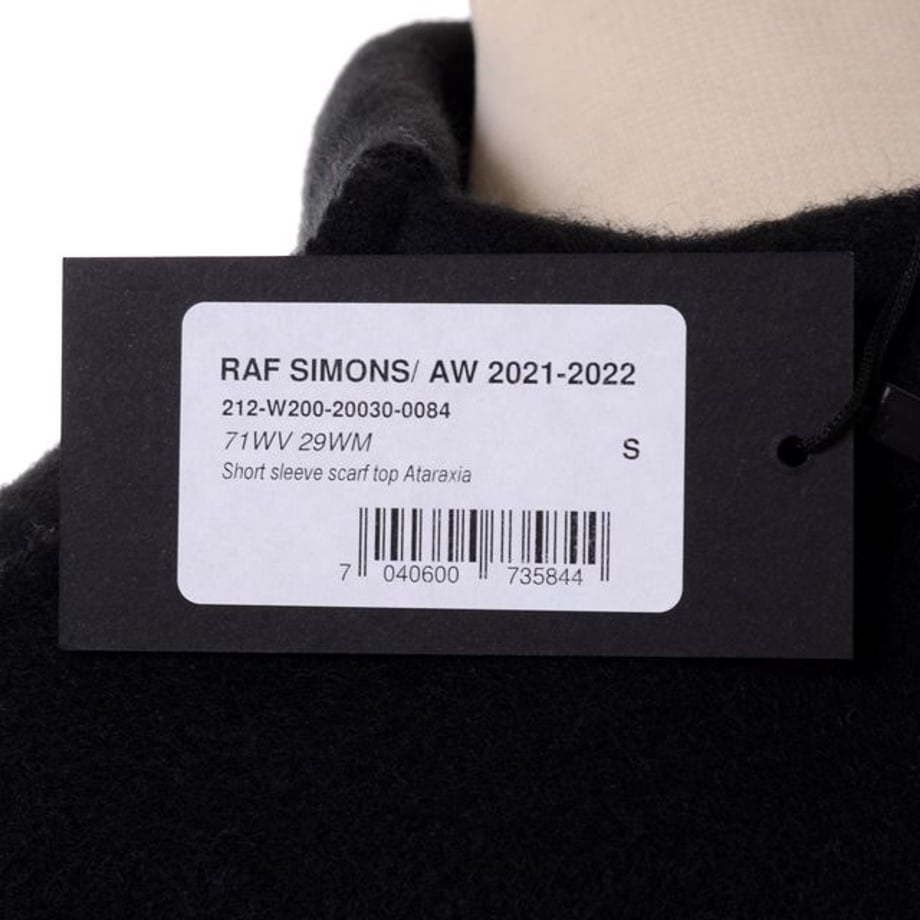 RAF SIMONS/ AW 2021-2022
212-W200-20030-0084
71WV 29WM
S
Short sleeve scarf top Ataraxia
7 040600 735844